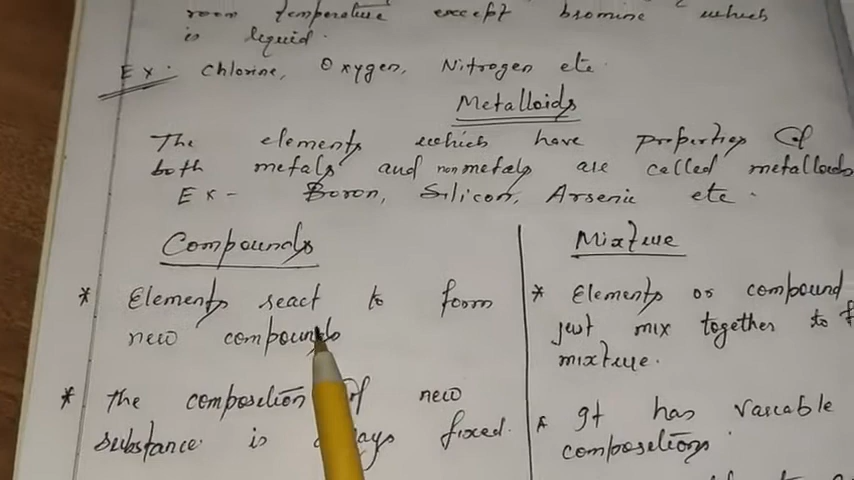 room temperature except bromine which
is liquid.
Ex: Chlorine, Oxygen, Nitrogen etc.
Metalloids
The elements which have properties of
both metals and nonmetals are called metalloids
Ex- Boron, Silicon, Arsenic etc.
Compounds
* Elements react to form
new compounds
* the composition of new
substance is always fixed.
Mixture
* Elements or compound
just mix together to f
mixture.
* It has variable
compositions.